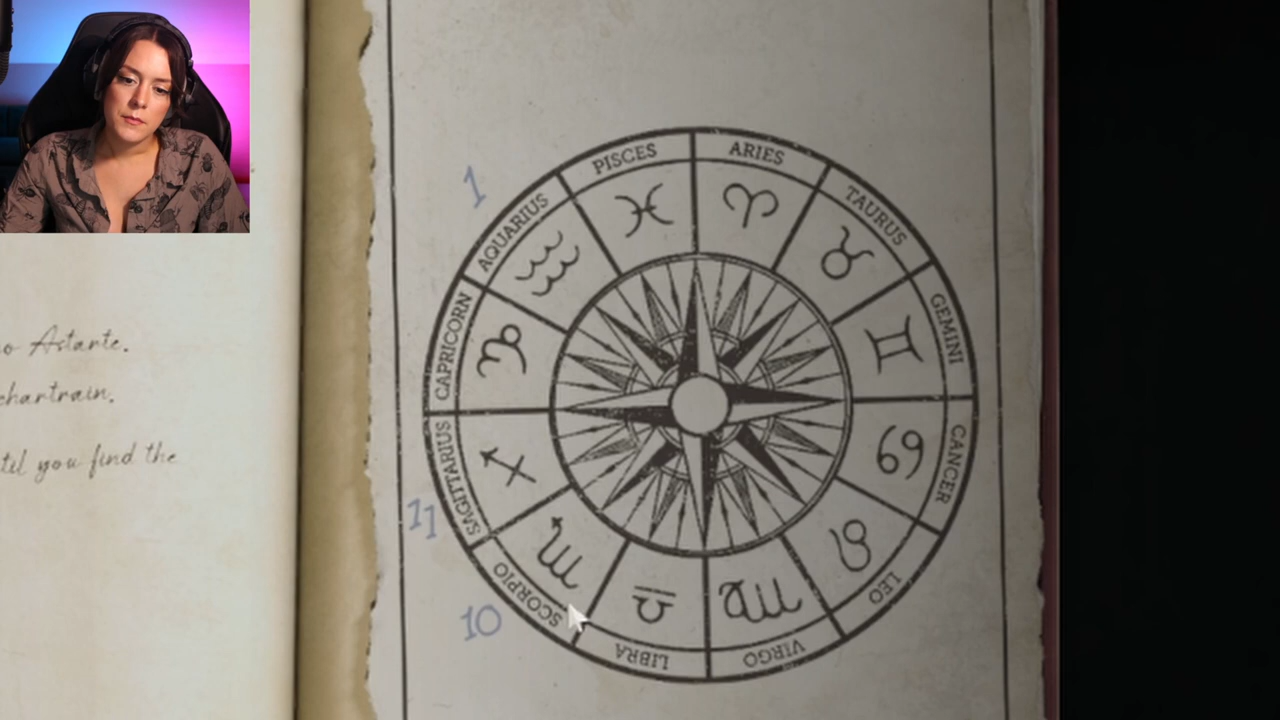 o Astarte.
chartrain.
til you find the
1
11
10
PISCES
ARIES
TAURUS
GEMINI
CANCER
LEO
VIRGO
LIBRA
SCORPIO
SAGITTARIUS
CAPRICORN
AQUARIUS